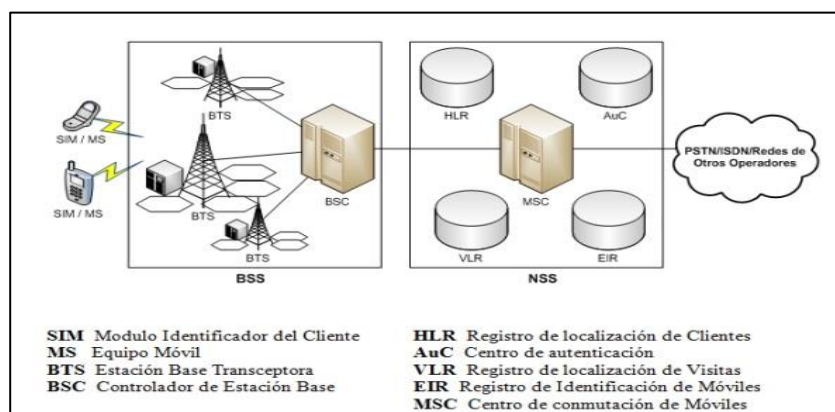 BTS
HLR
AuC
SIM / MS
PSTN/ISDN/Redes de
Otros Operadores
BTS
BSC
MSC
SIM / MS
BTS
VLR
EIR
BSS
NSS
SIM Modulo Identificador del Cliente
MS Equipo Móvil
BTS Estación Base Transceptora
BSC Controlador de Estación Base
HLR Registro de localización de Clientes
AuC Centro de autenticación
VLR Registro de localización de Visitas
EIR Registro de Identificación de Móviles
MSC Centro de conmutación de Móviles